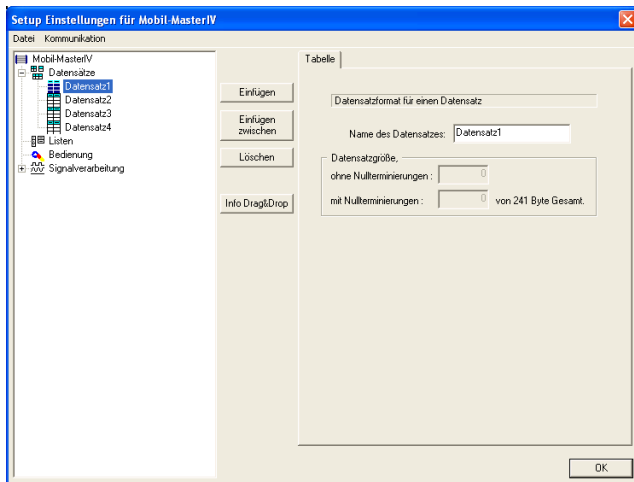 Setup Einstellungen für Mobil-MasterIV
Datei Kommunikation
Mobil-MasterIV
Datensätze
Datensatz1
Datensatz2
Datensatz3
Datensatz4
Listen
Bedienung
Signalverarbeitung
Einfügen
Einfügen
zwischen
Löschen
Info Drag&Drop
Tabelle
Datensatzformat für einen Datensatz
Name des Datensatzes: Datensatz1
Datensatzgröße,
ohne Nullterminierungen : 0
mit Nullterminierungen : 0 von 241 Byte Gesamt.
OK